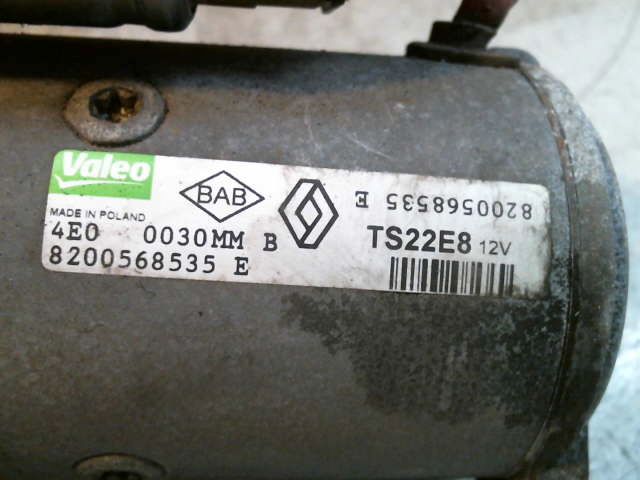 Valeo
BAB
8200568535 E
MADE IN POLAND
4E0 0030MM B
TS22E8 12V
8200568535 E